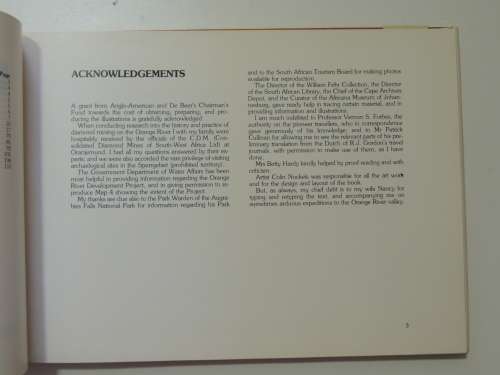 ACKNOWLEDGEMENTS
A grant from Anglo-American and De Beer's Chairman's
Fund towards the cost of obtaining, preparing, and pro-
ducing the illustrations is gratefully acknowledged.
When conducting research into the history and practice of
diamond mining on the Orange River I with my family were
hospitably received by the officials of the C.D.M. (Con-
solidated Diamond Mines of South-West Africa Ltd) at
Oranjemund. I had all my questions answered by their ex-
perts; and we were also accorded the rare privilege of visiting
archaeological sites in the Sperrgebiet (prohibited territory).
The Government Department of Water Affairs has been
most helpful in providing information regarding the Orange
River Development Project, and in giving permission to re-
produce Map 4 showing the extent of the Project.
My thanks are due also to the Park Warden of the Augra-
bies Falls National Park for information regarding his Park
and to the South African Tourism Board for making photos
available for reproduction.
The Director of the William Fehr Collection, the Director
of the South African Library, the Chief of the Cape Archives
Depot, and the Curator of the Africana Museum of Johan-
nesburg, gave ready help in tracing certain material, and in
providing information and illustrations.
I am much indebted to Professor Vernon S. Forbes, the
authority on the pioneer travellers, who in correspondence
gave generously of his knowledge; and to Mr Patrick
Cullinan for allowing me to see the relevant parts of his pre-
liminary translation from the Dutch of R.J. Gordon's travel
journals, with permission to make use of them, as I have
done.
Mrs Betty Hardy kindly helped by proof reading and with
criticism.
Artist Colin Nockels was responsible for all the art work
and for the design and layout of the book.
But, as always, my chief debt is to my wife Nancy for
typing and retyping the text, and accompanying me on
sometimes arduous expeditions to the Orange River valley.
5